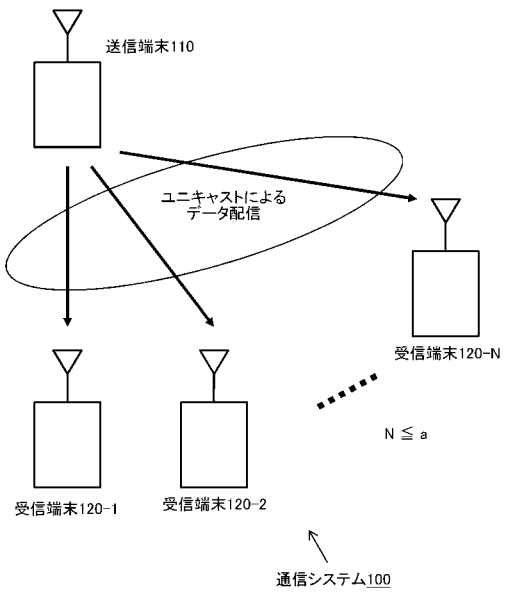 送信端末110
ユニキャストによる
データ配信
受信端末120-N
N ≦ a
受信端末120-1
受信端末120-2
通信システム100